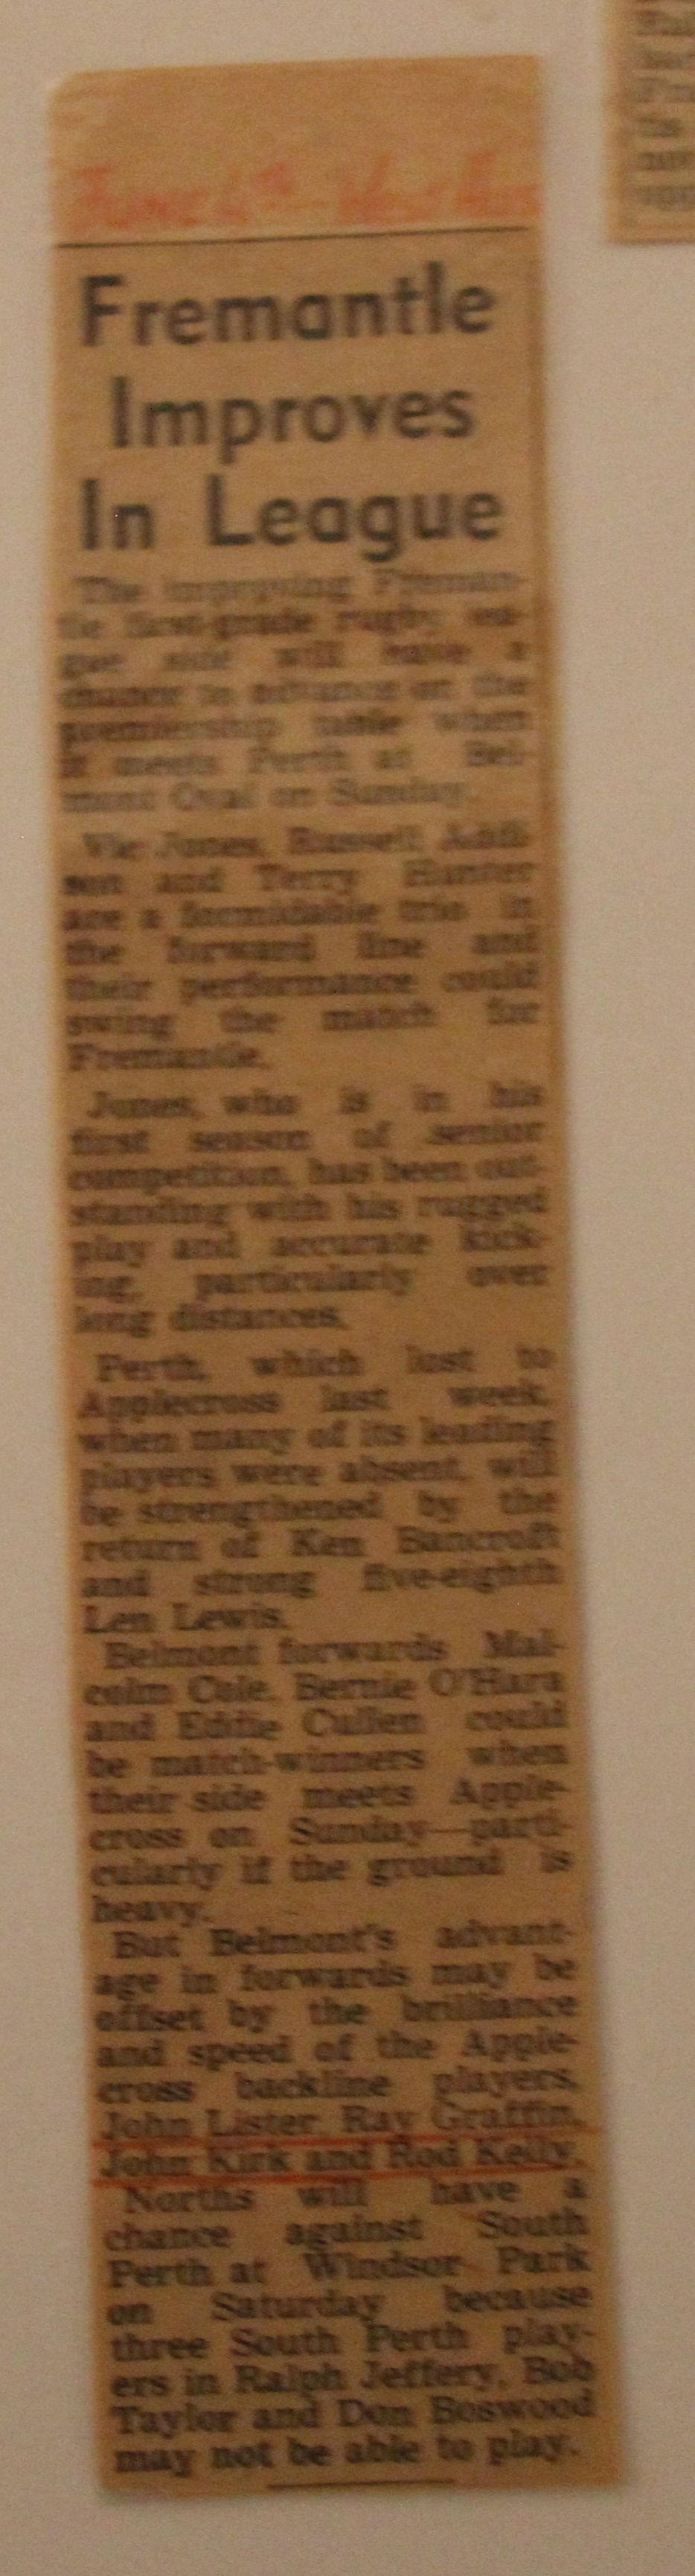 June 6th - West Aus
Fremantle
Improves
In League
The improving Freman-
tle first-grade rugby lea-
gue side will have a
chance to advance on the
premiership table when
it meets Perth at Bel-
mont Oval on Sunday.
Vic Jones, Russell Addi-
son and Terry Hunter
are a formidable trio in
the forward line and
their performance could
swing the match for
Fremantle.
Jones, who is in his
first season of senior
competition, has been out-
standing with his rugged
play and accurate kick-
ing, particularly over
long distances.
Perth, which lost to
Applecross last week,
when many of its leading
players were absent, will
be strengthened by the
return of Ken Bancroft
and strong five-eighth
Len Lewis.
Belmont forwards Mal-
colm Cole, Bernie O'Hara
and Eddie Cullen could
be match-winners when
their side meets Apple-
cross on Sunday—parti-
cularly if the ground is
heavy.
But Belmont's advant-
age in forwards may be
offset by the brilliance
and speed of the Apple-
cross backline players,
John Lister, Ray Graffin,
John Kirk and Rod Kelly.
Norths will have a
chance against South
Perth at Windsor Park
on Saturday because
three South Perth play-
ers in Ralph Jeffery, Bob
Taylor and Don Boswood
may not be able to play.